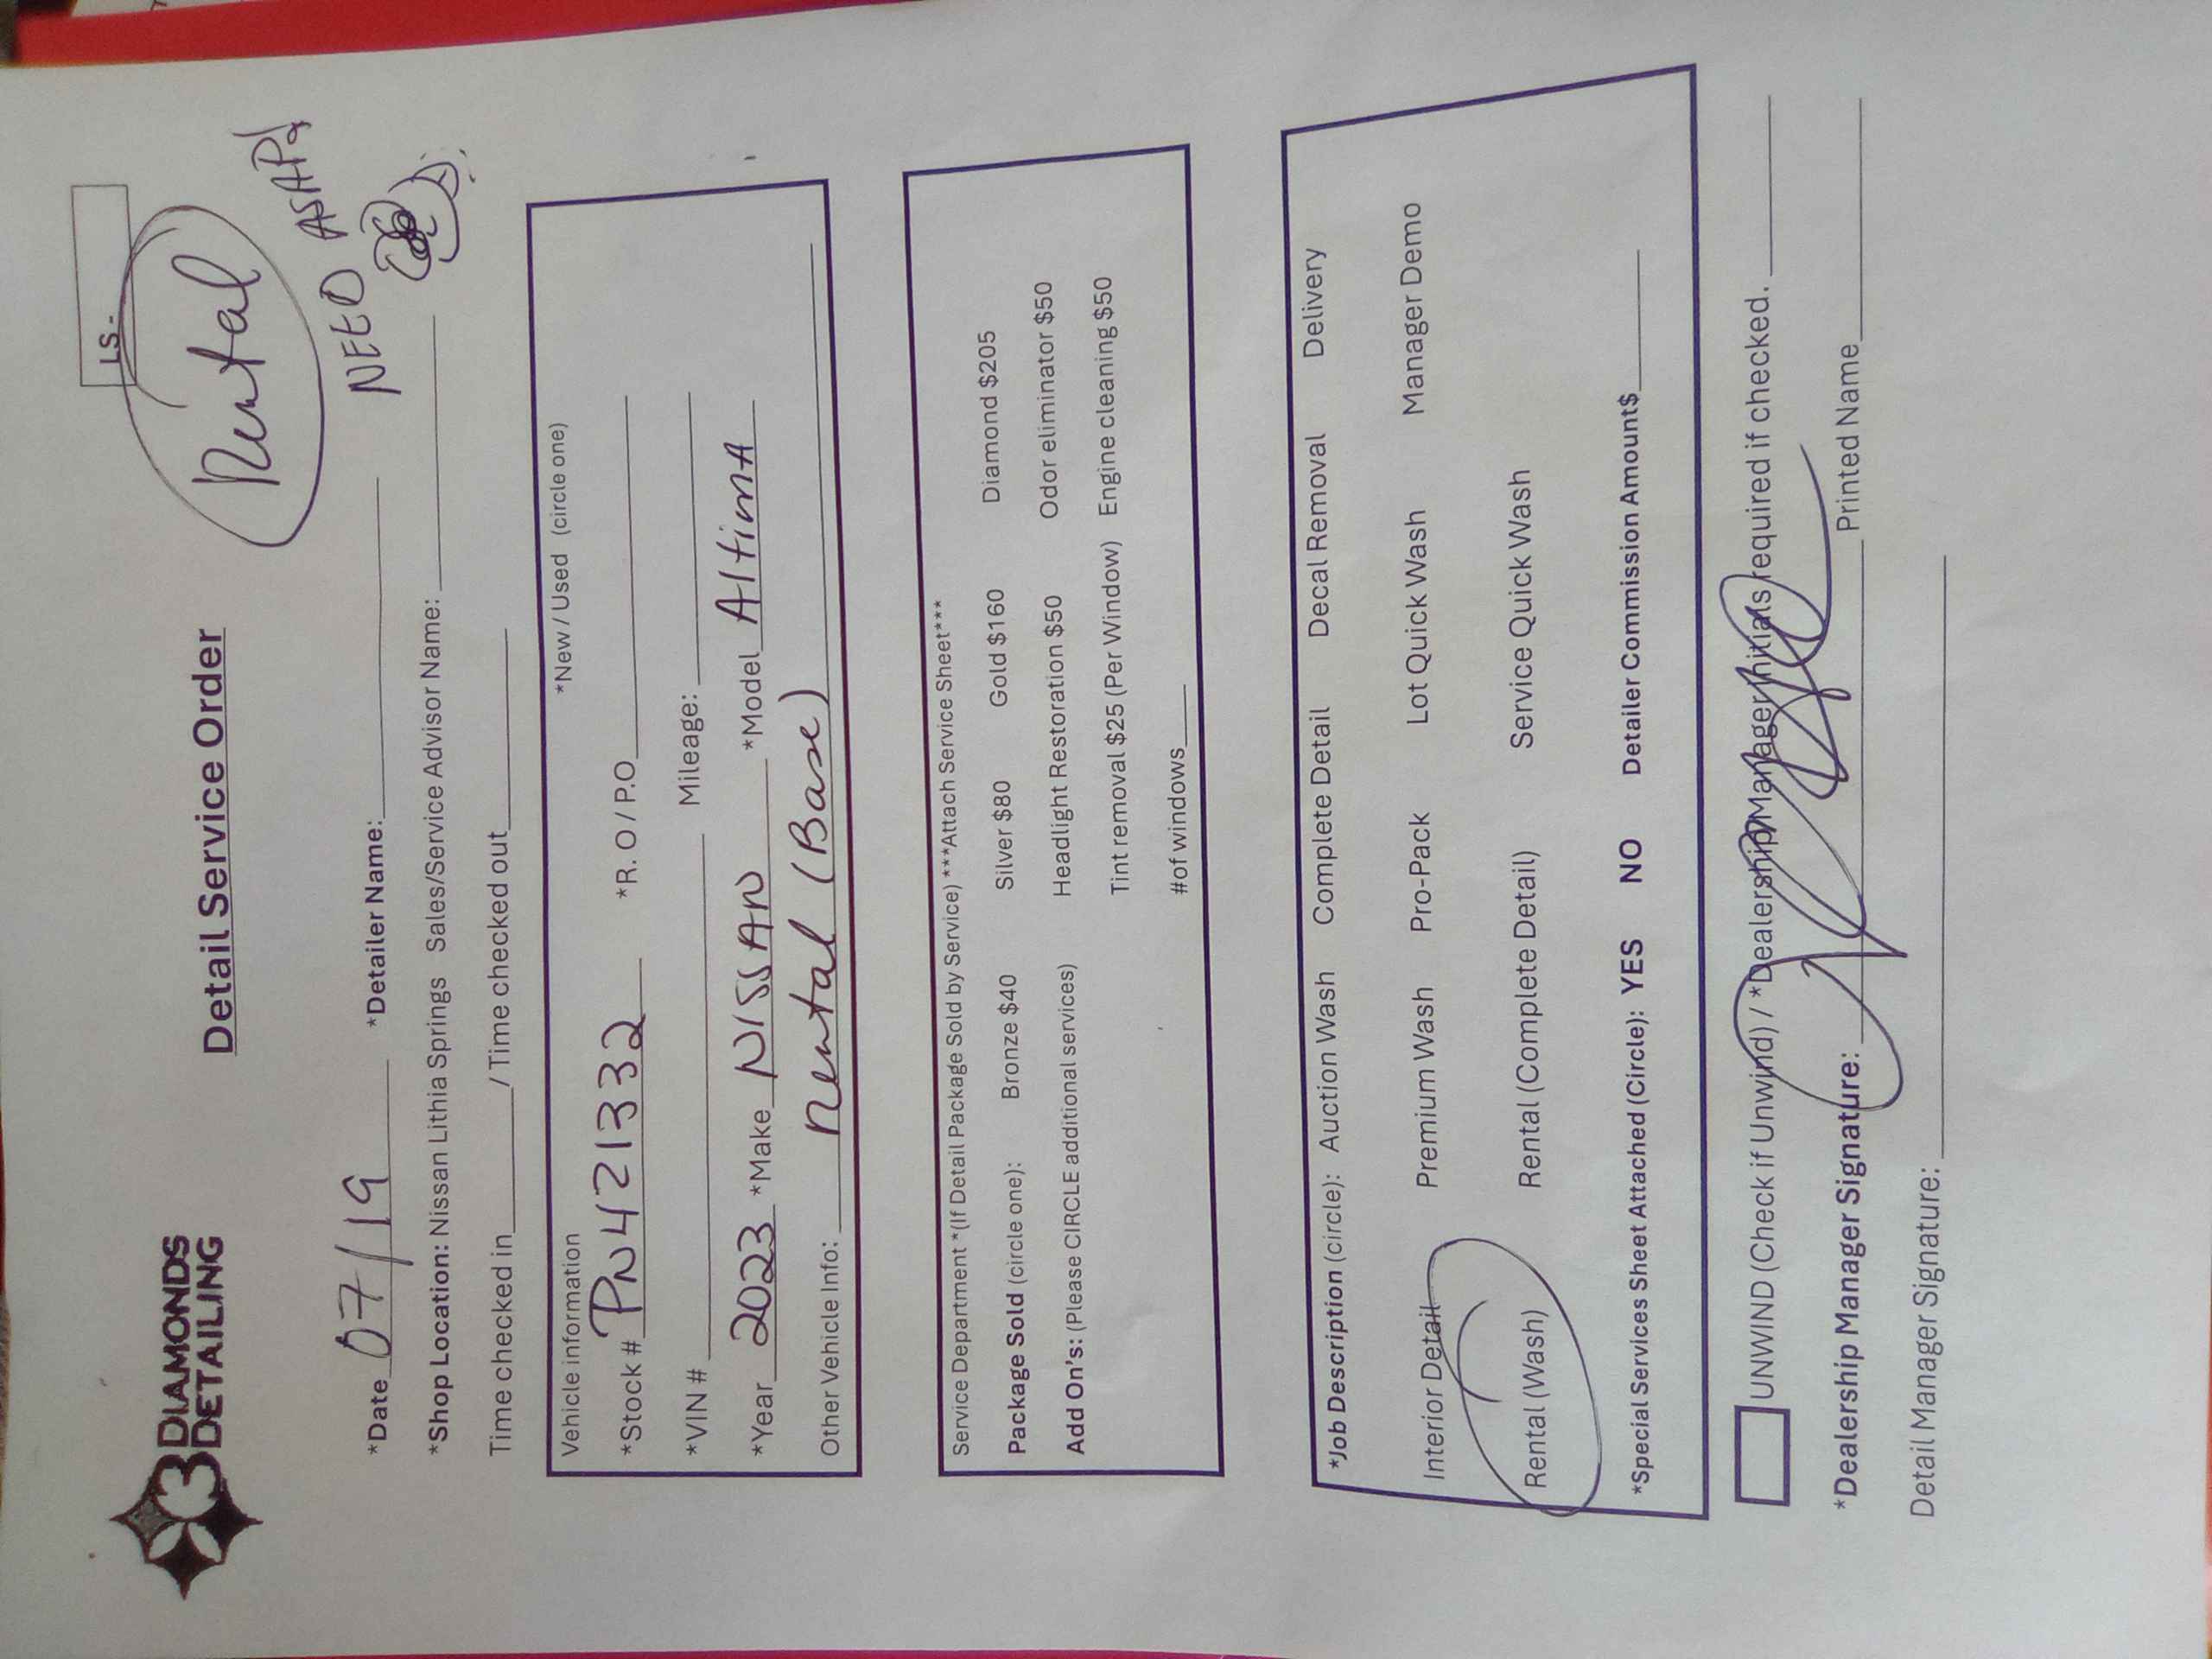 LS -
3 DIAMONDS
DETAILING
Detail Service Order
Rental
NEED ASAP!
*Date 07/19 *Detailer Name:
*Shop Location: Nissan Lithia Springs Sales/Service Advisor Name:
Time checked in / Time checked out
Vehicle information *New / Used (circle one)
*Stock # PN421332 *R. O / P.O
*VIN # Mileage:
*Year 2023 *Make NISSAN *Model AltimA
Other Vehicle Info: Rental (Base)
Service Department *(If Detail Package Sold by Service) ***Attach Service Sheet***
Package Sold (circle one): Bronze $40 Silver $80 Gold $160 Diamond $205
Add On's: (Please CIRCLE additional services) Headlight Restoration $50 Odor eliminator $50
Tint removal $25 (Per Window) Engine cleaning $50
#of windows
*Job Description (circle): Auction Wash Complete Detail Decal Removal Delivery
Interior Detail Premium Wash Pro-Pack Lot Quick Wash Manager Demo
Rental (Wash) Rental (Complete Detail) Service Quick Wash
*Special Services Sheet Attached (Circle): YES NO Detailer Commission Amount$
UNWIND (Check if Unwind) / *Dealership Manager Initials required if checked.
*Dealership Manager Signature: Printed Name
Detail Manager Signature: